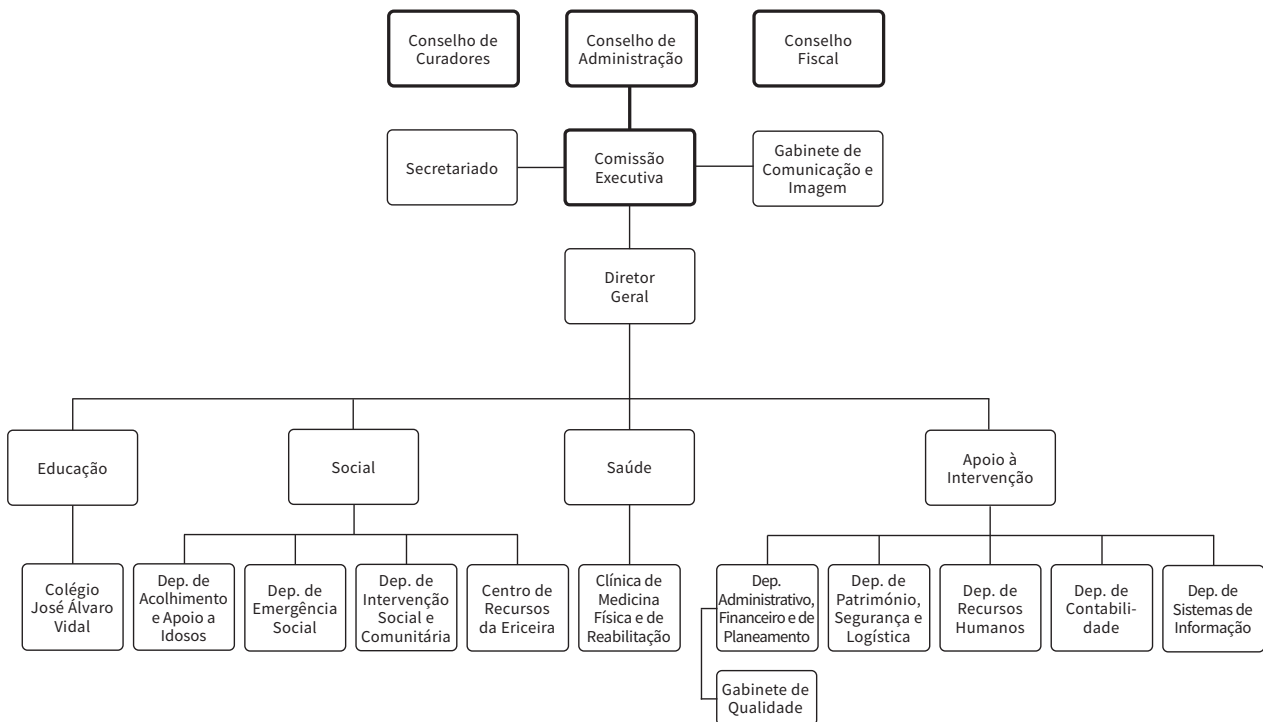 Conselho de
Curadores
Conselho de
Administração
Conselho
Fiscal
Secretariado
Comissão
Executiva
Gabinete de
Comunicação e
Imagem
Diretor
Geral
Educação
Social
Saúde
Apoio à
Intervenção
Colégio
José Álvaro
Vidal
Dep. de
Acolhimento
e Apoio a
Idosos
Dep. de
Emergência
Social
Dep. de
Intervenção
Social e
Comunitária
Centro de
Recursos
da Ericeira
Clínica de
Medicina
Física e de
Reabilitação
Dep.
Administrativo,
Financeiro e de
Planeamento
Dep. de
Património,
Segurança e
Logística
Dep. de
Recursos
Humanos
Dep. de
Contabili-
dade
Dep. de
Sistemas de
Informação
Gabinete de
Qualidade